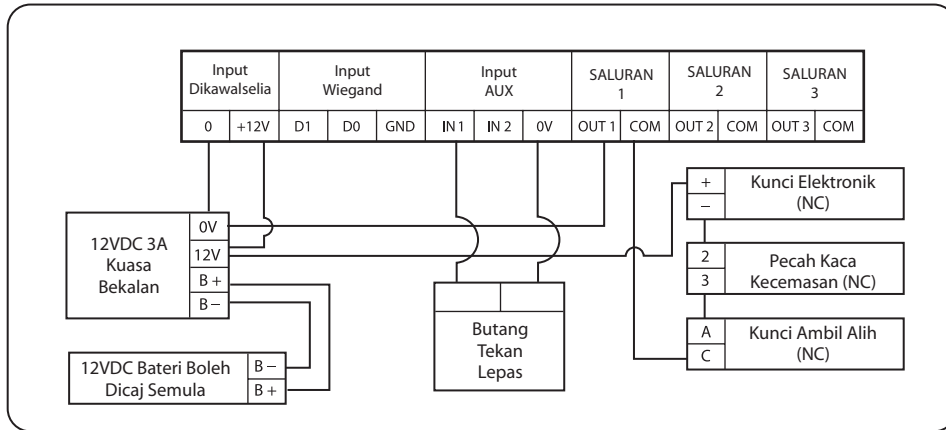 Input
Dikawalselia
Input
Wiegand
Input
AUX
SALURAN
1
SALURAN
2
SALURAN
3
0
+12V
D1
D0
GND
IN 1
IN 2
0V
OUT 1
COM
OUT 2
COM
OUT 3
COM
12VDC 3A
Kuasa
Bekalan
0V
12V
B +
B –
12VDC Bateri Boleh
Dicaj Semula
B –
B +
Butang
Tekan
Lepas
+
–
Kunci Elektronik
(NC)
2
3
Pecah Kaca
Kecemasan (NC)
A
C
Kunci Ambil Alih
(NC)